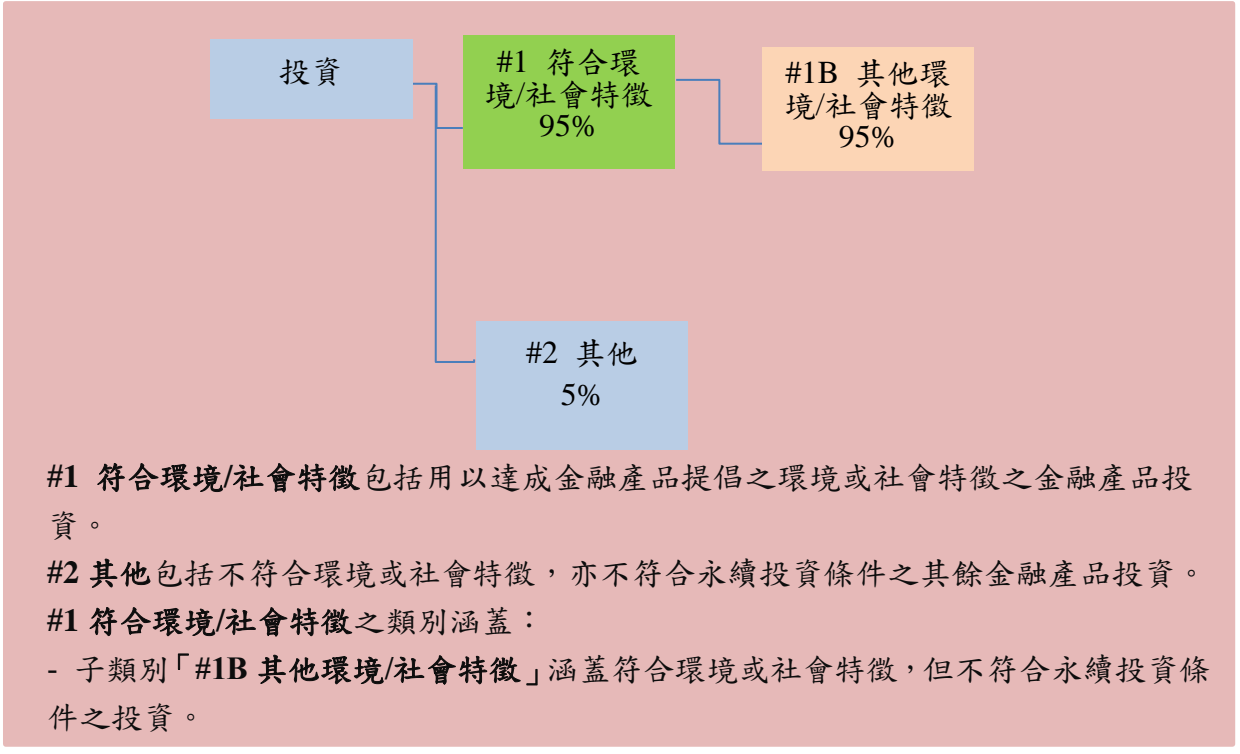 投資
#1 符合環
境/社會特徵
95%
#1B 其他環
境/社會特徵
95%
#2 其他
5%
#1 符合環境/社會特徵包括用以達成金融產品提倡之環境或社會特徵之金融產品投
資。
#2 其他包括不符合環境或社會特徵，亦不符合永續投資條件之其餘金融產品投資。
#1 符合環境/社會特徵之類別涵蓋：
- 子類別「#1B 其他環境/社會特徵」涵蓋符合環境或社會特徵，但不符合永續投資條
件之投資。